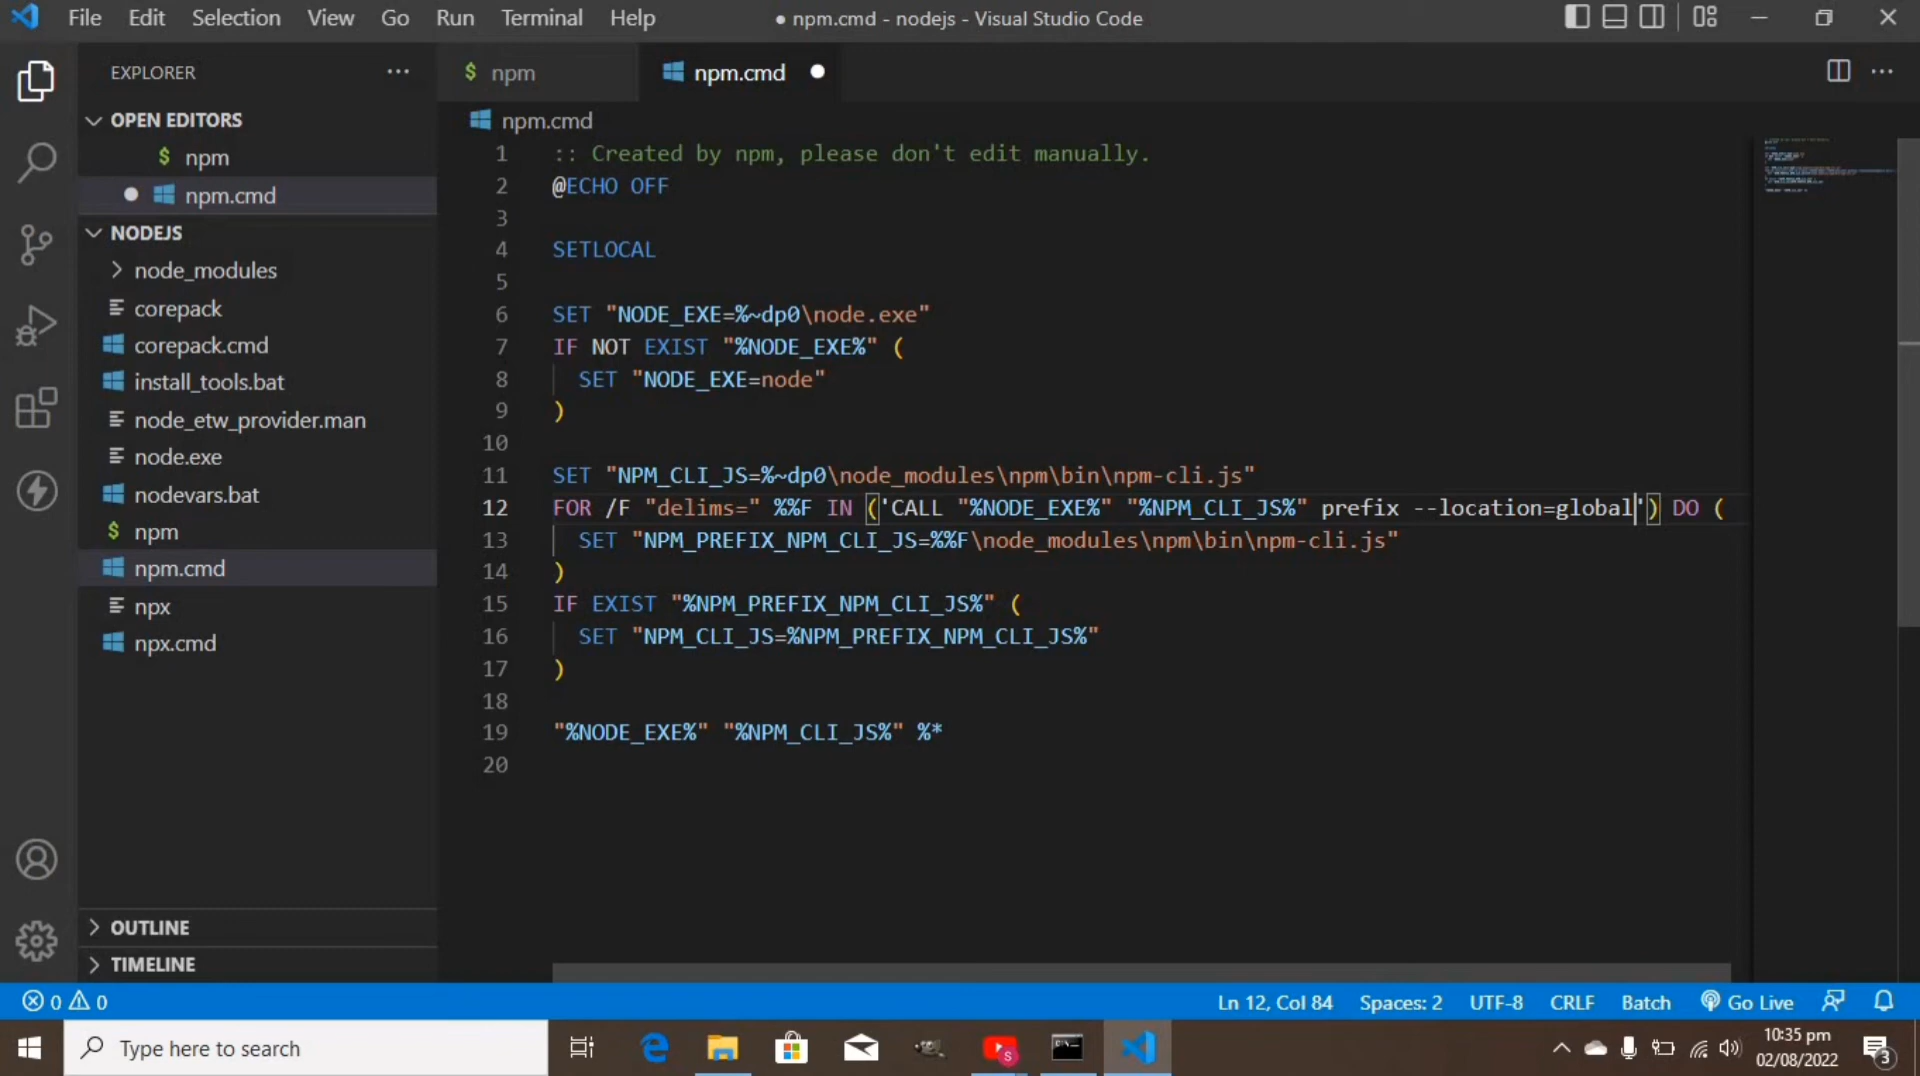 File Edit Selection View Go Run Terminal Help
● npm.cmd - nodejs - Visual Studio Code
EXPLORER
OPEN EDITORS
$ npm
npm.cmd
NODEJS
node_modules
corepack
corepack.cmd
install_tools.bat
node_etw_provider.man
node.exe
nodevars.bat
$ npm
npm.cmd
npx
npx.cmd
OUTLINE
TIMELINE
$ npm
npm.cmd
npm.cmd
1 :: Created by npm, please don't edit manually.
2 @ECHO OFF
3
4 SETLOCAL
5
6 SET "NODE_EXE=%~dp0\node.exe"
7 IF NOT EXIST "%NODE_EXE%" (
8 SET "NODE_EXE=node"
9 )
10
11 SET "NPM_CLI_JS=%~dp0\node_modules\npm\bin\npm-cli.js"
12 FOR /F "delims=" %%F IN ('CALL "%NODE_EXE%" "%NPM_CLI_JS%" prefix --location=global') DO (
13 SET "NPM_PREFIX_NPM_CLI_JS=%%F\node_modules\npm\bin\npm-cli.js"
14 )
15 IF EXIST "%NPM_PREFIX_NPM_CLI_JS%" (
16 SET "NPM_CLI_JS=%NPM_PREFIX_NPM_CLI_JS%"
17 )
18
19 "%NODE_EXE%" "%NPM_CLI_JS%" %*
20
0 0
Ln 12, Col 84 Spaces: 2 UTF-8 CRLF Batch Go Live
Type here to search
S
10:35 pm
02/08/2022
3